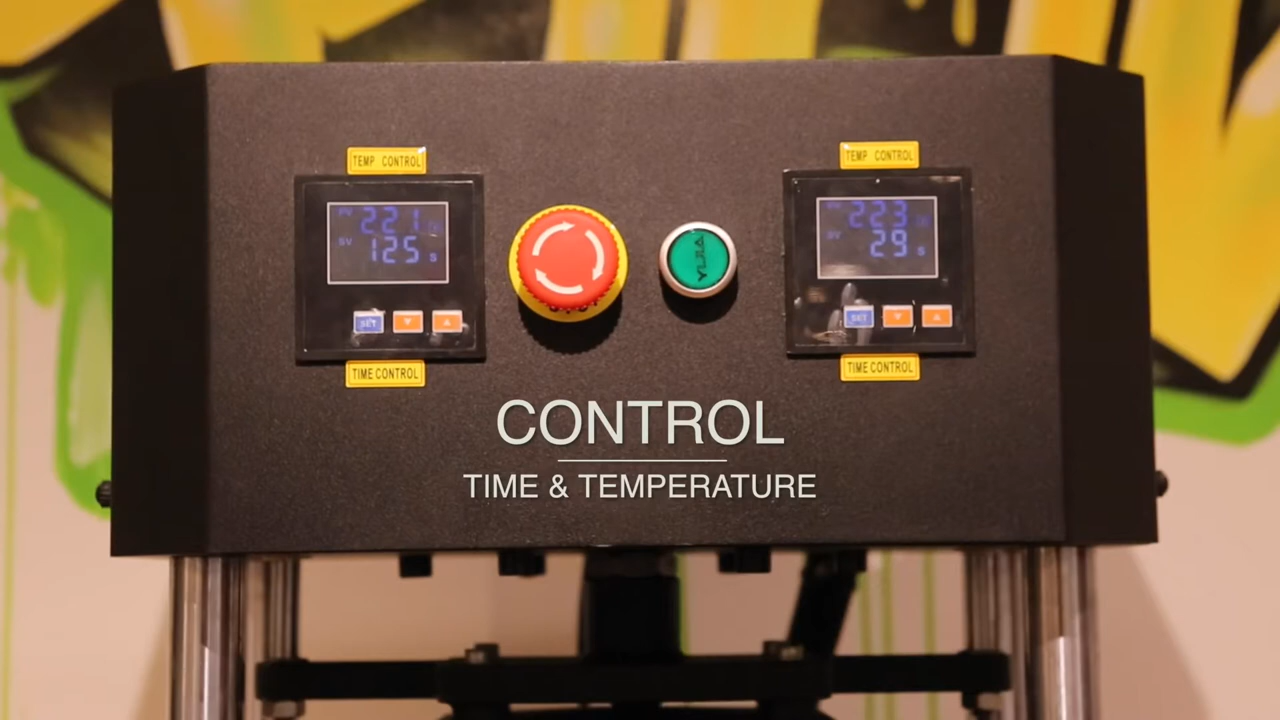 TEMP CONTROL
TEMP CONTROL
PV 221
SV 125 S
223
SV 29 S
SET
SET
YIJIA
TIME CONTROL
TIME CONTROL
CONTROL
TIME & TEMPERATURE